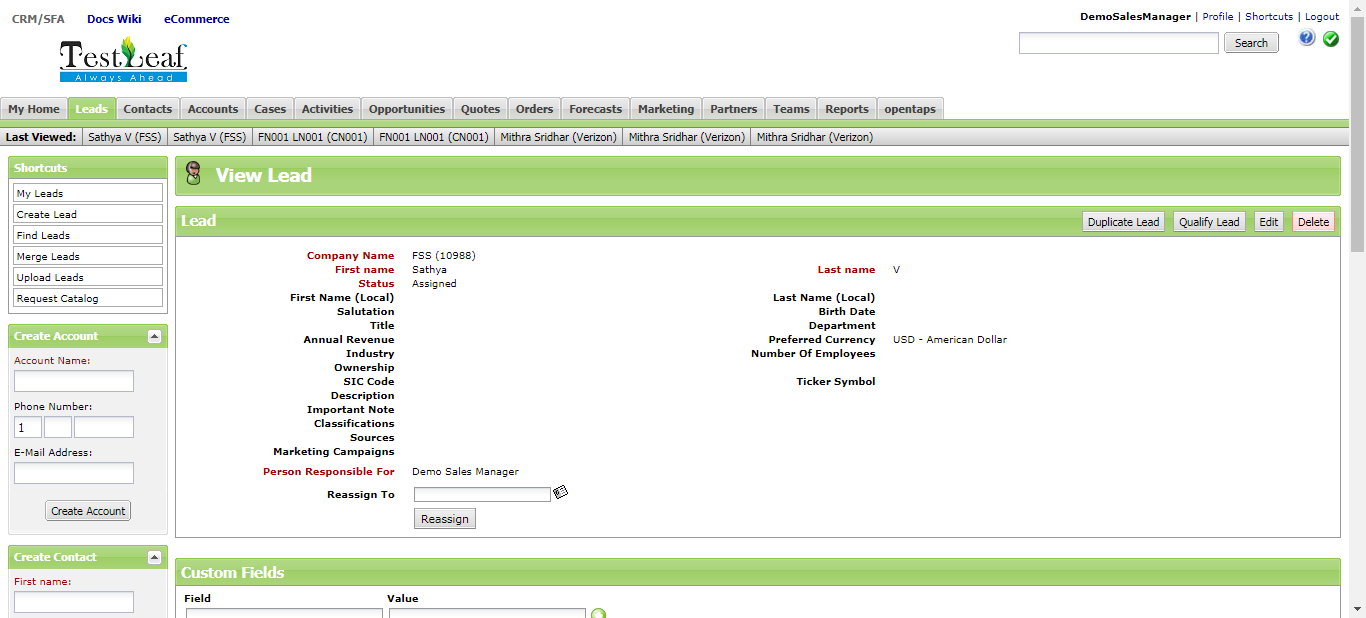 CRM/SFA Docs Wiki eCommerce
DemoSalesManager | Profile | Shortcuts | Logout
TestLeaf
Always Ahead
Search
?
My Home Leads Contacts Accounts Cases Activities Opportunities Quotes Orders Forecasts Marketing Partners Teams Reports opentaps
Last Viewed: Sathya V (FSS) Sathya V (FSS) FN001 LN001 (CN001) FN001 LN001 (CN001) Mithra Sridhar (Verizon) Mithra Sridhar (Verizon) Mithra Sridhar (Verizon)
Shortcuts
My Leads
Create Lead
Find Leads
Merge Leads
Upload Leads
Request Catalog
Create Account
Account Name:
Phone Number:
1
E-Mail Address:
Create Account
Create Contact
First name:
View Lead
Lead
Duplicate Lead Qualify Lead Edit Delete
Company Name FSS (10988)
First name Sathya Last name V
Status Assigned
First Name (Local) Last Name (Local)
Salutation Birth Date
Title Department
Annual Revenue Preferred Currency USD - American Dollar
Industry Number Of Employees
Ownership
SIC Code Ticker Symbol
Description
Important Note
Classifications
Sources
Marketing Campaigns
Person Responsible For Demo Sales Manager
Reassign To
Reassign
Custom Fields
Field Value